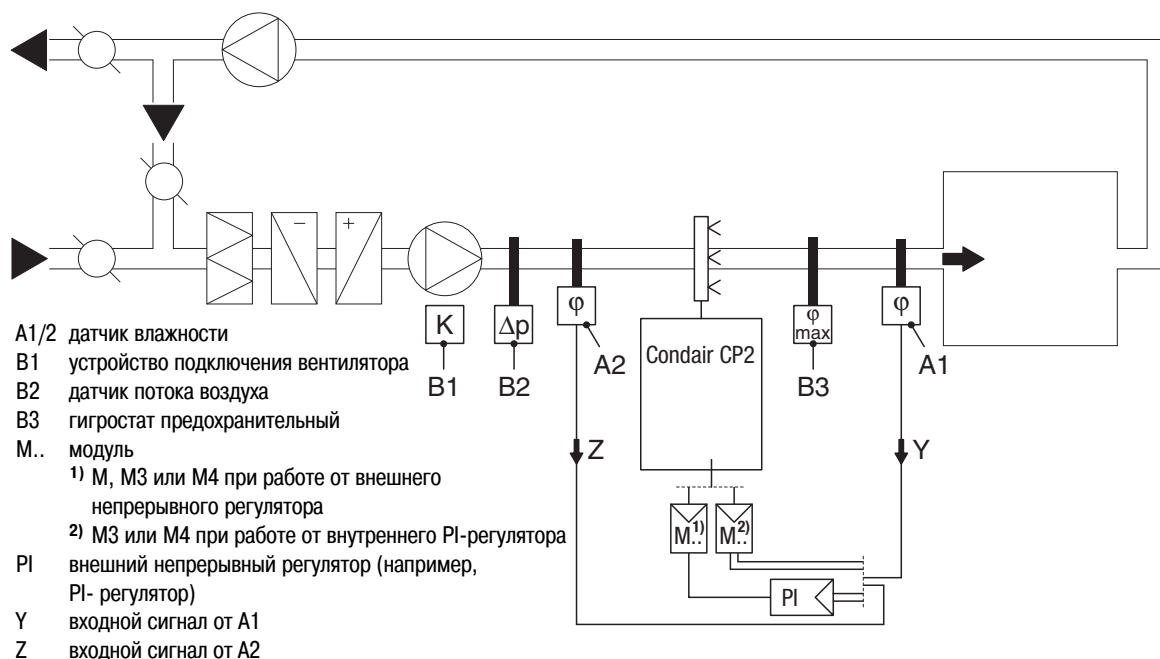 − +
K
Δp
φ
φ
max
φ
B1
B2
A2
Condair CP2
B3
A1
A1/2 датчик влажности
B1 устройство подключения вентилятора
B2 датчик потока воздуха
B3 гигростат предохранительный
M.. модуль
1) M, M3 или M4 при работе от внешнего
непрерывного регулятора
2) M3 или M4 при работе от внутреннего PI-регулятора
PI внешний непрерывный регулятор (например,
PI- регулятор)
Y входной сигнал от A1
Z входной сигнал от A2
Z
Y
M..1)
M..2)
PI